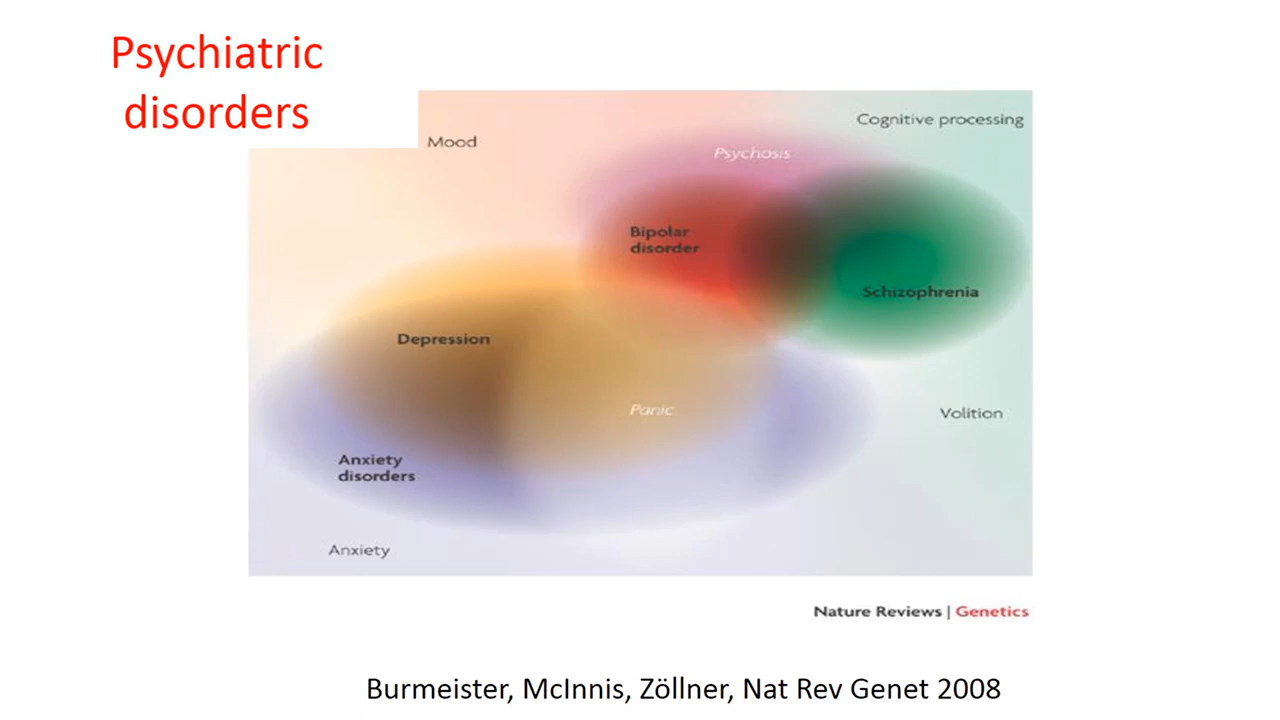 Psychiatric
disorders
Mood
Cognitive processing
Psychosis
Bipolar
disorder
Schizophrenia
Depression
Panic
Volition
Anxiety
disorders
Anxiety
Nature Reviews | Genetics
Burmeister, McInnis, Zöllner, Nat Rev Genet 2008